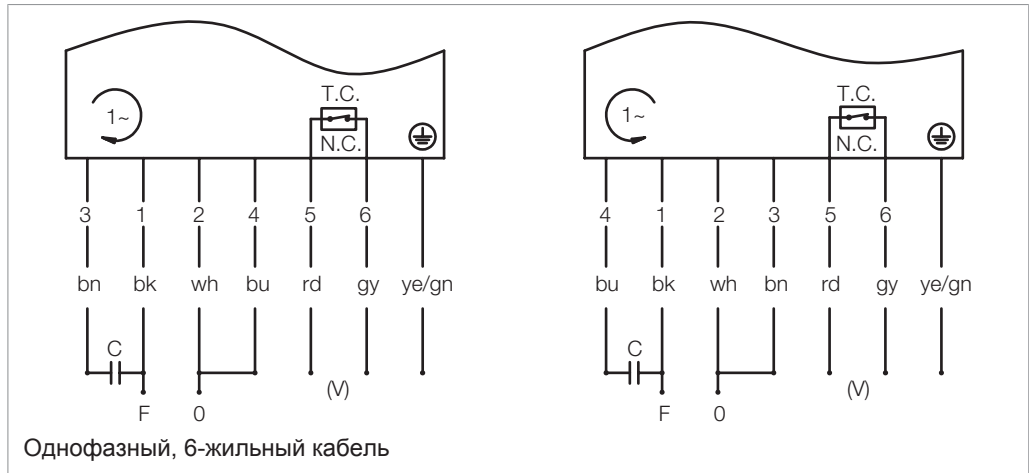 T.C. T.C.
1~ 1~
N.C. N.C.
3 1 2 4 5 6 4 1 2 3 5 6
bn bk wh bu rd gy ye/gn bu bk wh bn rd gy ye/gn
C C
(V) (V)
F 0 F 0
Однофазный, 6-жильный кабель